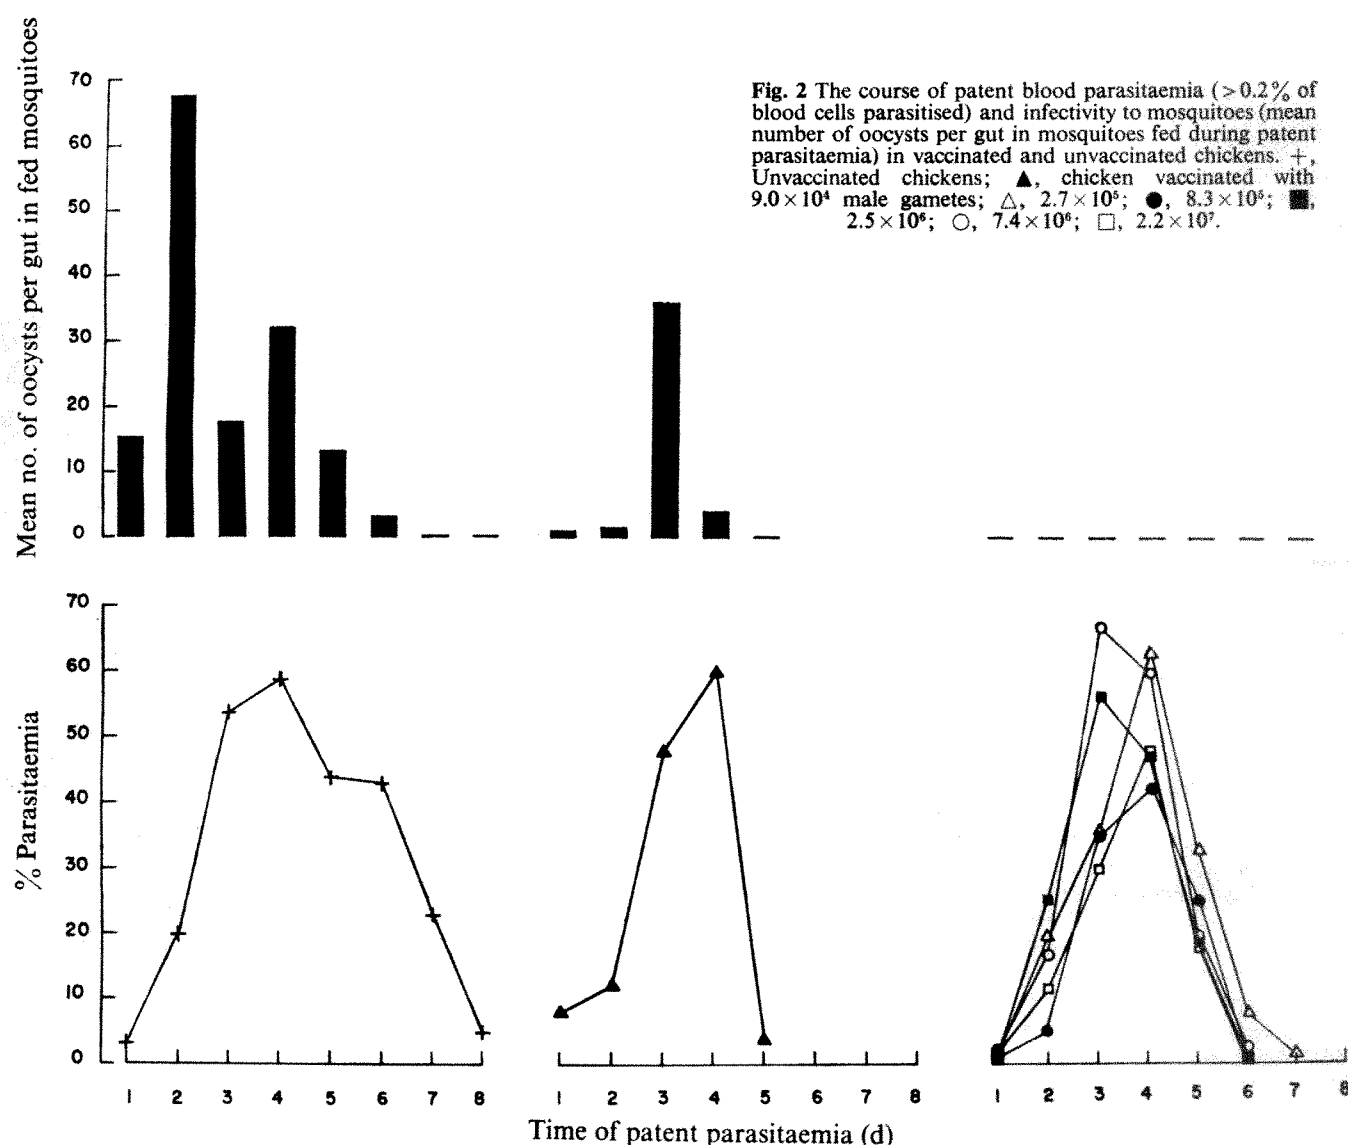 Mean no. of oocysts per gut in fed mosquitoes
70
60
50
40
30
20
10
0
Fig. 2 The course of patent blood parasitaemia (>0.2% of
blood cells parasitised) and infectivity to mosquitoes (mean
number of oocysts per gut in mosquitoes fed during patent
parasitaemia) in vaccinated and unvaccinated chickens. +,
Unvaccinated chickens; ▲, chicken vaccinated with
9.0×10⁴ male gametes; △, 2.7×10⁵; ●, 8.3×10⁵; ■,
2.5×10⁶; ○, 7.4×10⁶; □, 2.2×10⁷.
% Parasitaemia
70
60
50
40
30
20
10
0
1 2 3 4 5 6 7 8
1 2 3 4 5 6 7 8
1 2 3 4 5 6 7 8
Time of patent parasitaemia (d)